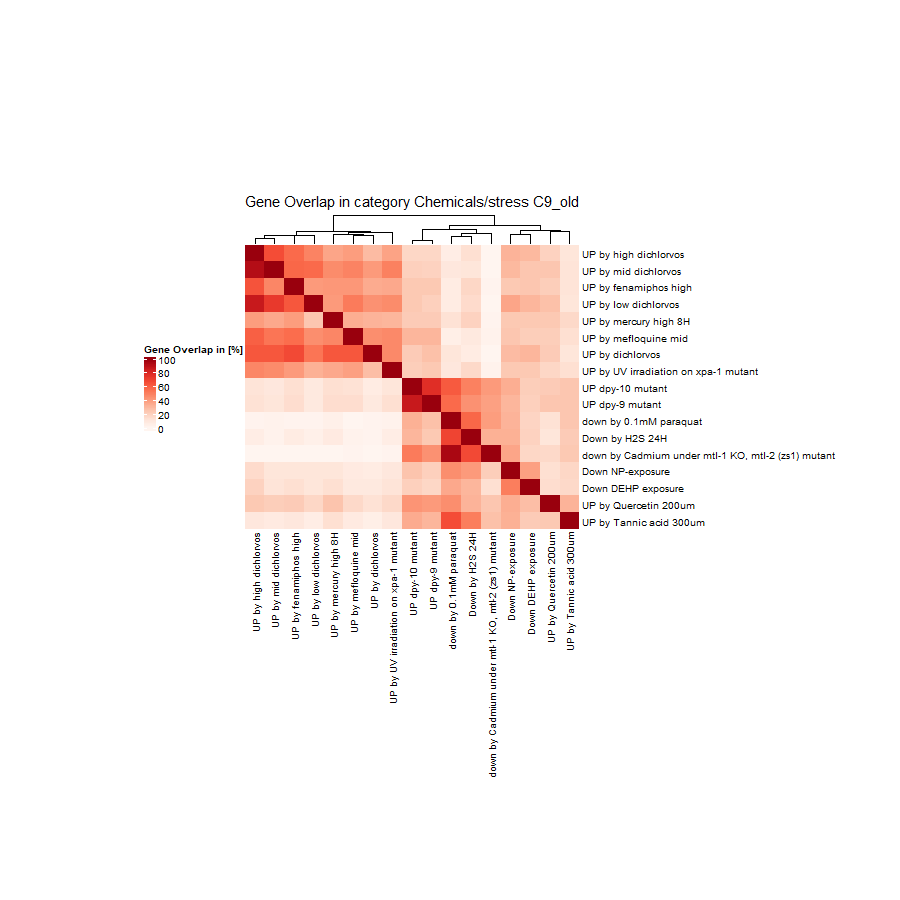 Gene Overlap in category Chemicals/stress C9_old
UP by high dichlorvos
UP by mid dichlorvos
UP by fenamiphos high
UP by low dichlorvos
UP by mercury high 8H
UP by mefloquine mid
UP by dichlorvos
UP by UV irradiation on xpa-1 mutant
UP dpy-10 mutant
UP dpy-9 mutant
down by 0.1mM paraquat
Down by H2S 24H
down by Cadmium under mtl-1 KO, mtl-2 (zs1) mutant
Down NP-exposure
Down DEHP exposure
UP by Quercetin 200um
UP by Tannic acid 300um
Gene Overlap in [%]
100
80
60
40
20
0
UP by high dichlorvos
UP by mid dichlorvos
UP by fenamiphos high
UP by low dichlorvos
UP by mercury high 8H
UP by mefloquine mid
UP by dichlorvos
UP by UV irradiation on xpa-1 mutant
UP dpy-10 mutant
UP dpy-9 mutant
down by 0.1mM paraquat
Down by H2S 24H
down by Cadmium under mtl-1 KO, mtl-2 (zs1) mutant
Down NP-exposure
Down DEHP exposure
UP by Quercetin 200um
UP by Tannic acid 300um